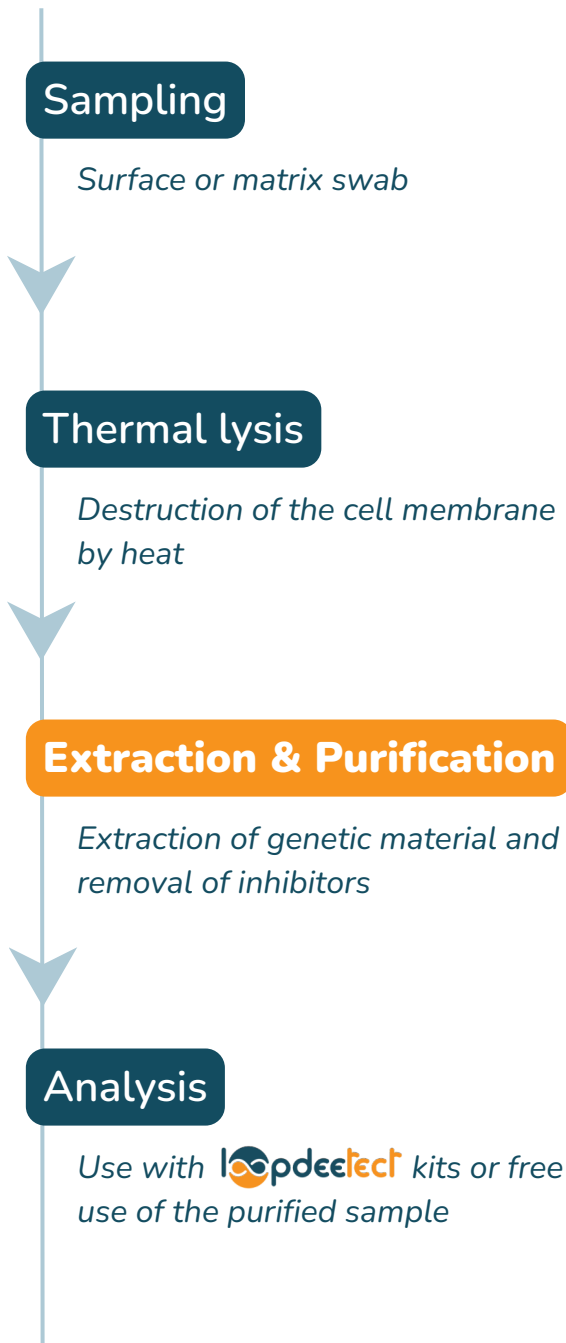 Sampling
Surface or matrix swab
Thermal lysis
Destruction of the cell membrane
by heat
Extraction & Purification
Extraction of genetic material and
removal of inhibitors
Analysis
Use with loopdeetect kits or free
use of the purified sample